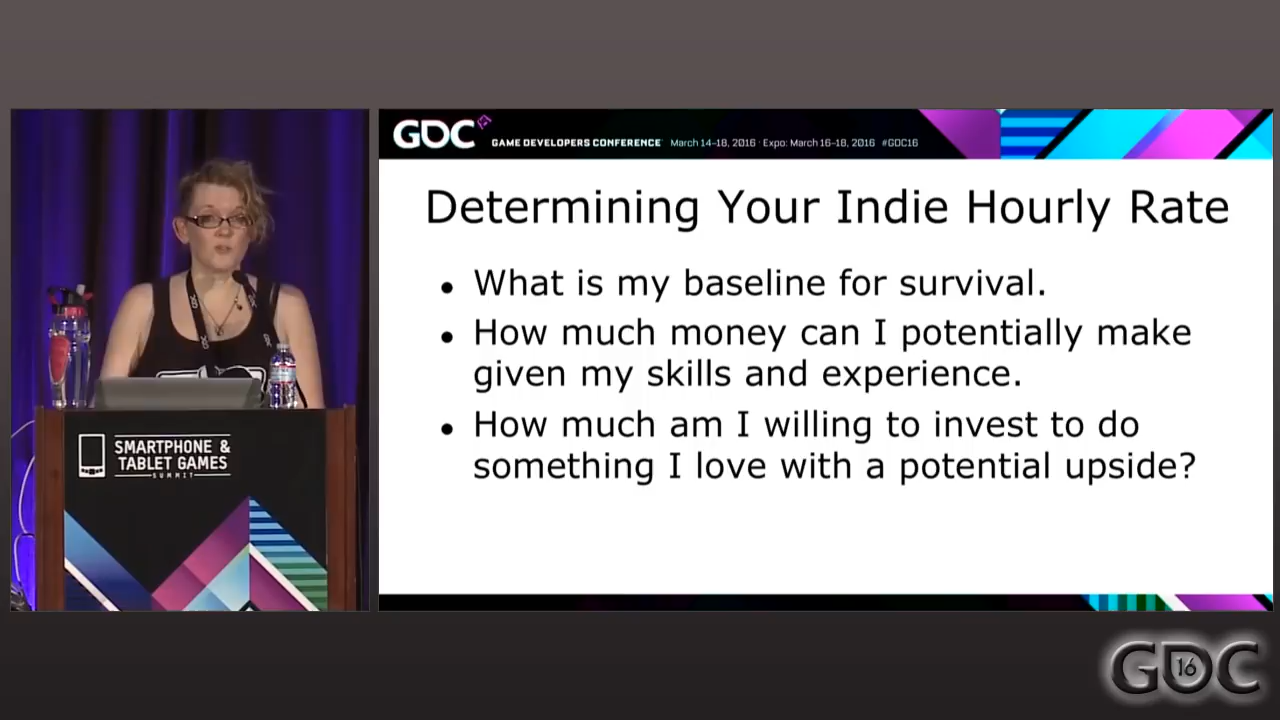 GDC
GAME DEVELOPERS CONFERENCE March 14-18, 2016 · Expo: March 16-18, 2016 #GDC16
Determining Your Indie Hourly Rate
• What is my baseline for survival.
• How much money can I potentially make
given my skills and experience.
• How much am I willing to invest to do
something I love with a potential upside?
SMARTPHONE &
TABLET GAMES
SUMMIT
GDC
16